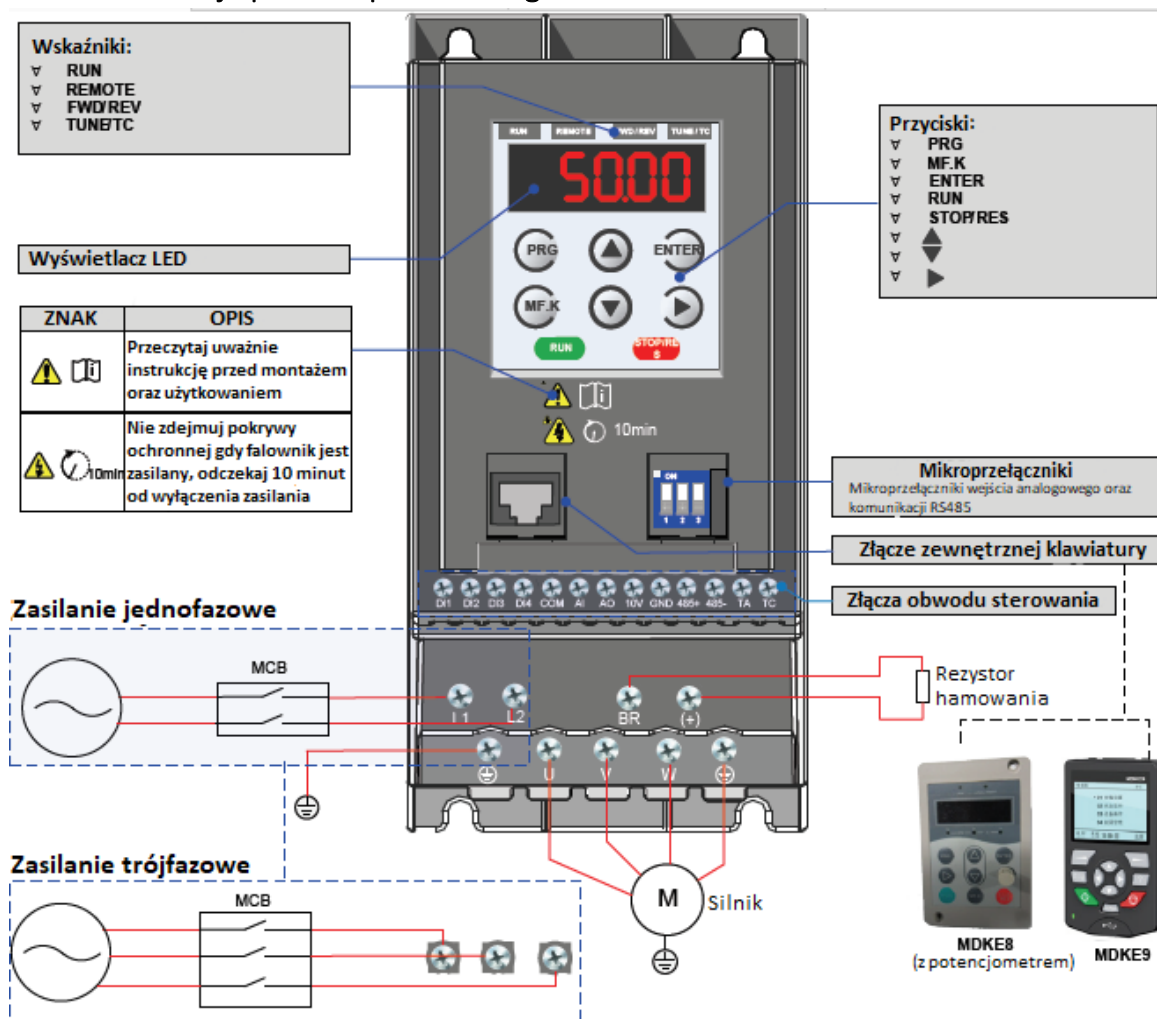 Wskaźniki:
∀ RUN
∀ REMOTE
∀ FWD/REV
∀ TUNE/TC
RUN REMOTE FWD/REV TUNE/TC
50.00
Przyciski:
∀ PRG
∀ MF.K
∀ ENTER
∀ RUN
∀ STOP/RES
∀ ▲
∀ ▼
∀ ▶
Wyświetlacz LED
PRG ENTER
MF.K
RUN STOP/RE
S
ZNAK OPIS
Przeczytaj uważnie
instrukcję przed montażem
oraz użytkowaniem
10min
Nie zdejmuj pokrywy
ochronnej gdy falownik jest
zasilany, odczekaj 10 minut
od wyłączenia zasilania
10min
ON
1 2 3
Mikroprzełączniki
Mikroprzełączniki wejścia analogowego oraz
komunikacji RS485
Złącze zewnętrznej klawiatury
Złącza obwodu sterowania
DI1 DI2 DI3 DI4 COM AI AO 10V GND 485+ 485- TA TC
Zasilanie jednofazowe
MCB
L1 L2 BR (+)
Rezystor
hamowania
U V W
Zasilanie trójfazowe
MCB
M
Silnik
MDKE8
(z potencjometrem)
MDKE9